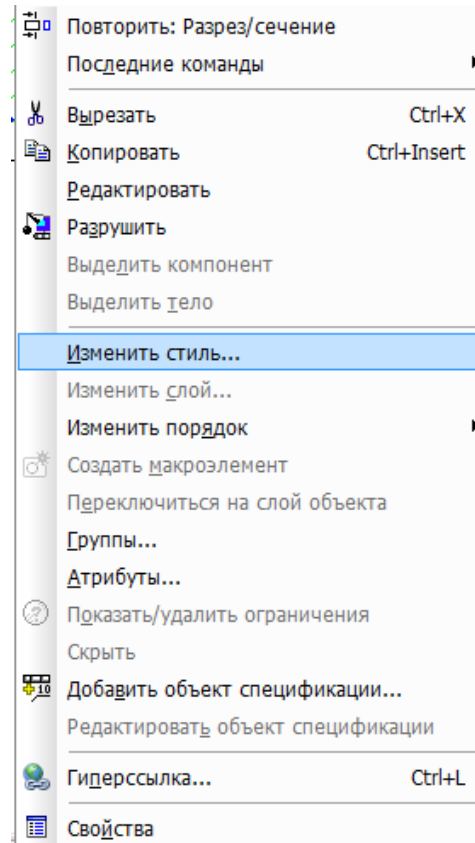 Повторить: Разрез/сечение
Последние команды
Вырезать Ctrl+X
Копировать Ctrl+Insert
Редактировать
Разрушить
Выделить компонент
Выделить тело
Изменить стиль...
Изменить слой...
Изменить порядок
Создать макроэлемент
Переключиться на слой объекта
Группы...
Атрибуты...
Показать/удалить ограничения
Скрыть
Добавить объект спецификации...
Редактировать объект спецификации
Гиперссылка... Ctrl+L
Свойства